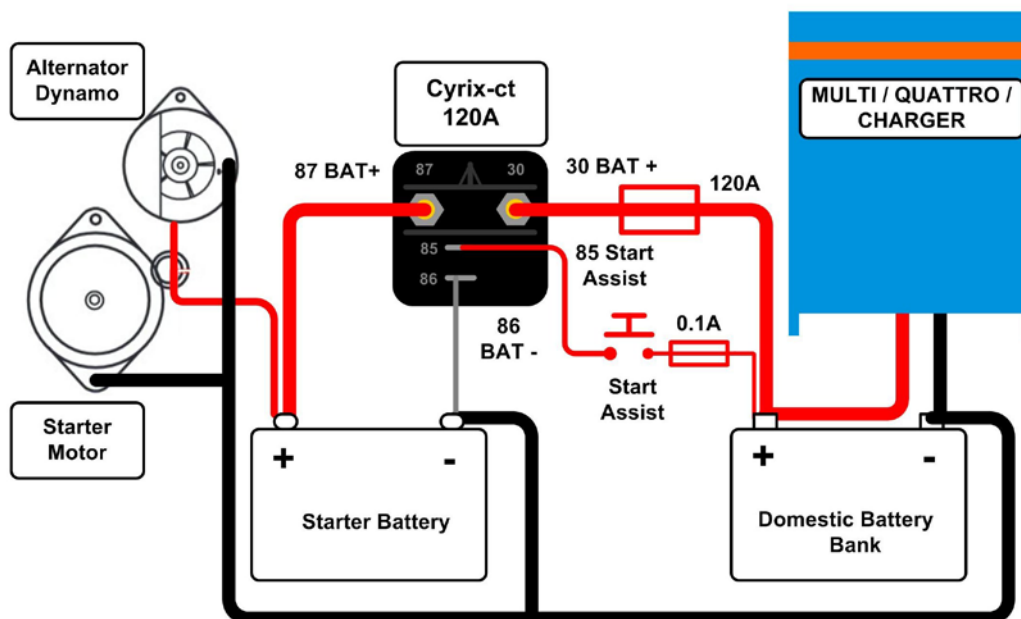 Alternator
Dynamo
Cyrix-ct
120A
MULTI / QUATTRO /
CHARGER
87 BAT+
87
30
30 BAT +
120A
85
85 Start
Assist
86
86
BAT -
0.1A
Start
Assist
Starter
Motor
+
-
Starter Battery
+
-
Domestic Battery
Bank